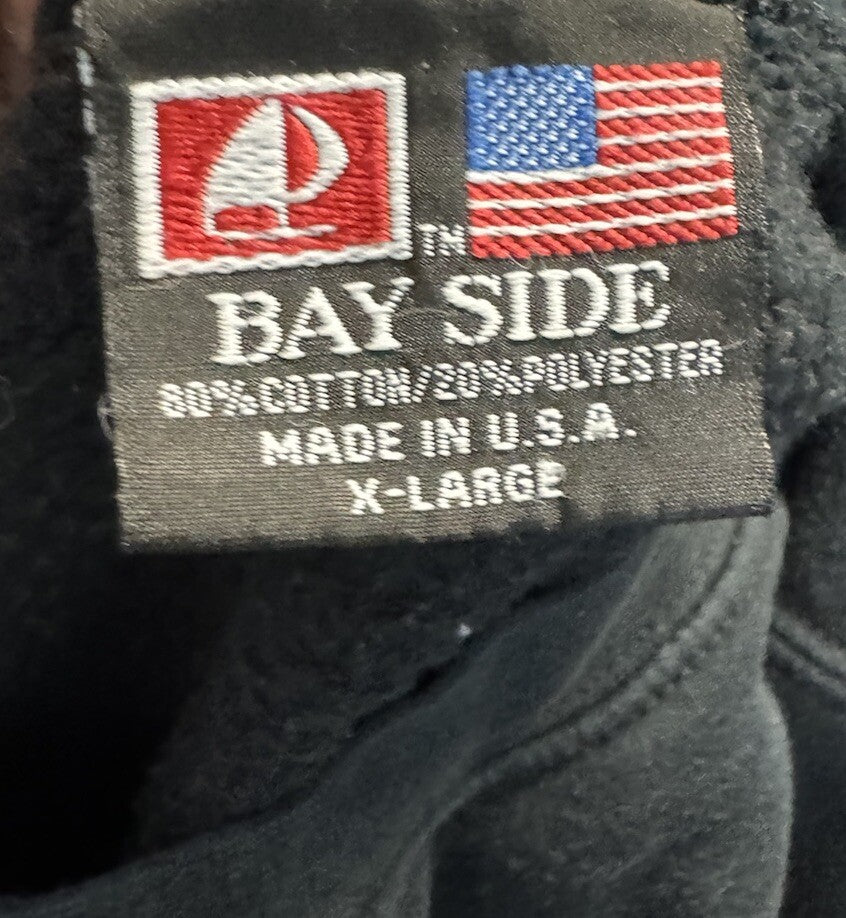 TM
BAY SIDE
80% COTTON/20% POLYESTER
MADE IN U.S.A.
X-LARGE